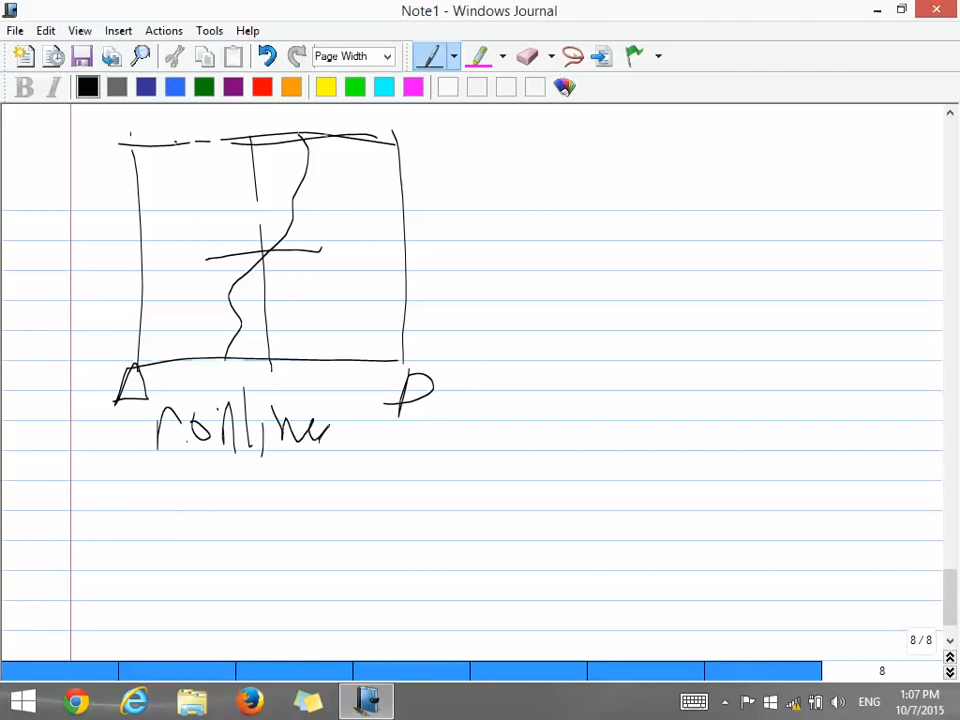 Note1 - Windows Journal
File Edit View Insert Actions Tools Help
Page Width
B I
A
D
8 / 8
8
ENG
1:07 PM
10/7/2015